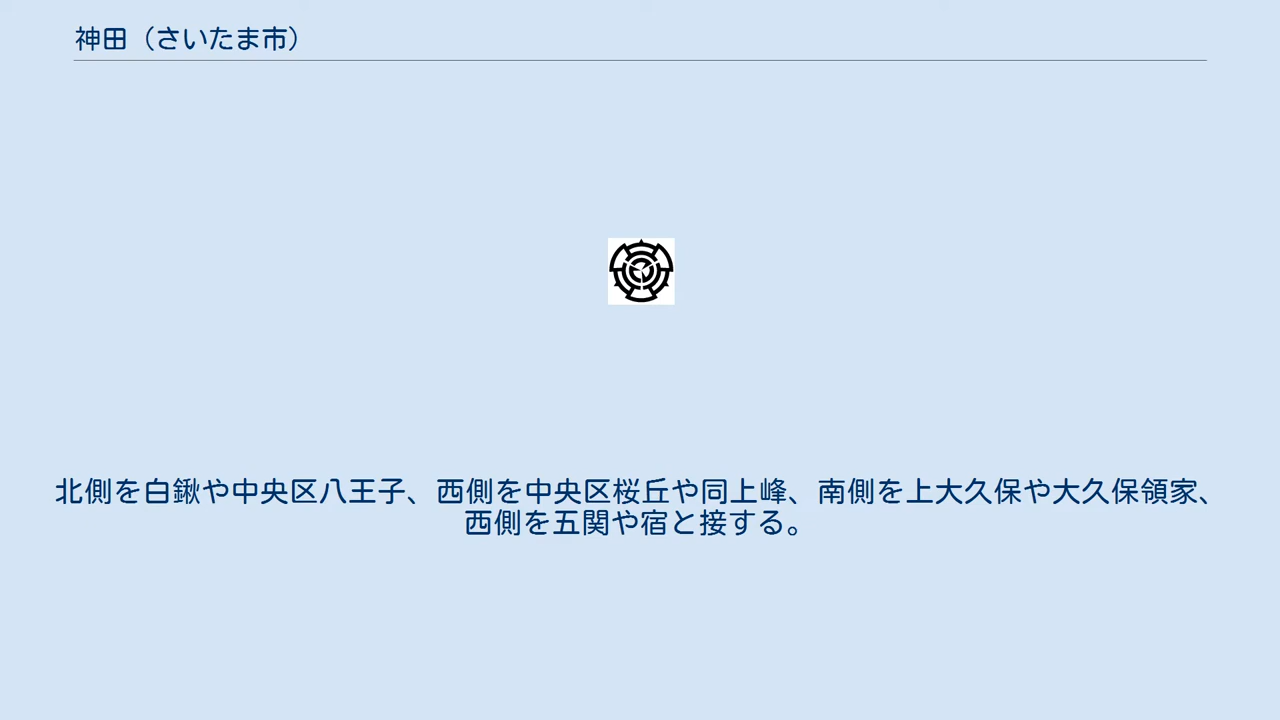 神田（さいたま市）
北側を白鍬や中央区八王子、西側を中央区桜丘や同上峰、南側を上大久保や大久保領家、
西側を五関や宿と接する。